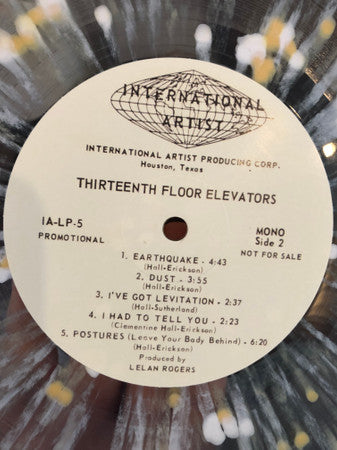 INTERNATIONAL
ARTIST
INTERNATIONAL ARTIST PRODUCING CORP.
Houston, Texas
THIRTEENTH FLOOR ELEVATORS
IA-LP-5
PROMOTIONAL
MONO
Side 2
NOT FOR SALE
1. EARTHQUAKE - 4:43
(Hall-Erickson)
2. DUST - 3:55
(Hall-Erickson)
3. I'VE GOT LEVITATION - 2:37
(Hall-Sutherland)
4. I HAD TO TELL YOU - 2:23
(Clementine Hall-Erickson)
5. POSTURES (Leave Your Body Behind) - 6:20
(Hall-Erickson)
Produced by
LELAN ROGERS